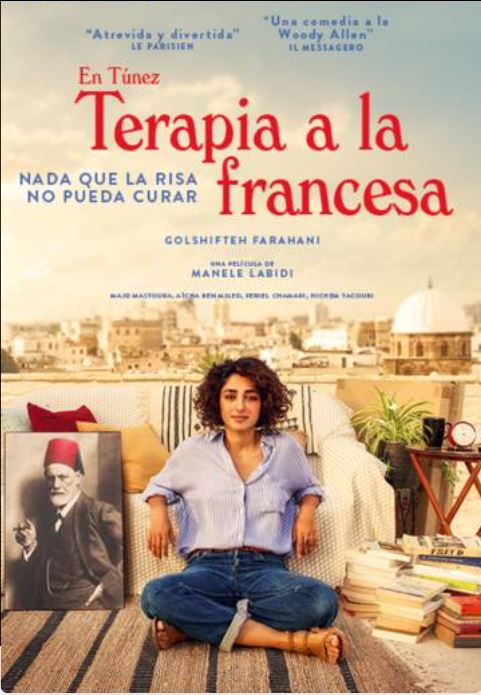 "Atrevida y divertida"
LE PARISIEN
"Una comedia a la
Woody Allen"
IL MESSAGERO
En Túnez
Terapia a la
francesa
NADA QUE LA RISA
NO PUEDA CURAR
GOLSHIFTEH FARAHANI
UNA PELÍCULA DE
MANELE LABIDI
MAJD MASTOURA, AÏCHA BEN MILED, FERIEL CHAMARI, HICHEM YACOUBI
FREUD